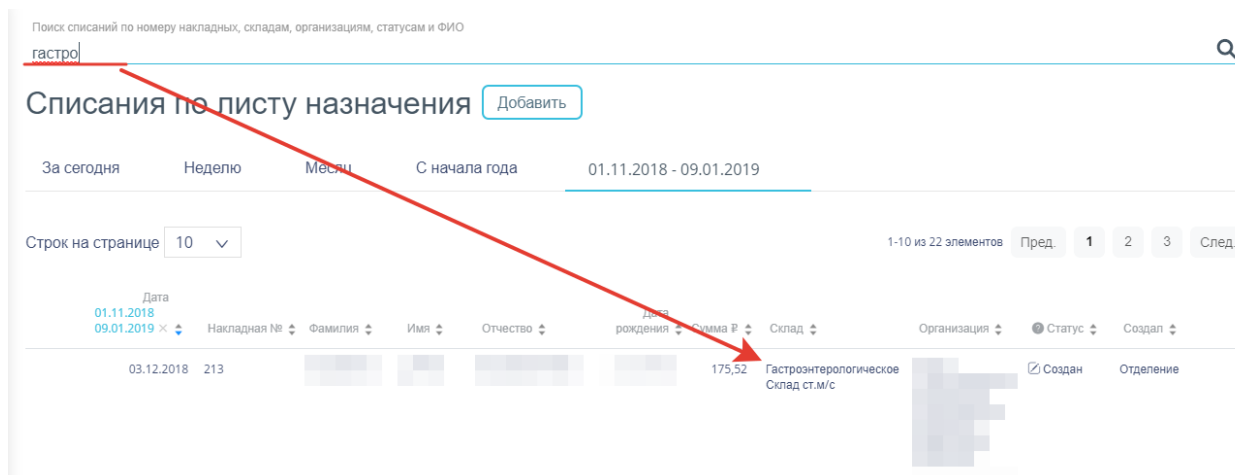 Поиск списаний по номеру накладных, складам, организациям, статусам и ФИО
гастро
Списания по листу назначения Добавить
За сегодня Неделю Месяц С начала года 01.11.2018 - 09.01.2019
Строк на странице 10 1-10 из 22 элементов Пред. 1 2 3 След.
Дата
01.11.2018 Дата
09.01.2019 × Накладная № Фамилия Имя Отчество рождения Сумма ₽ Склад Организация Статус Создал
03.12.2018 213 175,52 Гастроэнтерологическое Создан Отделение
Склад ст.м/с